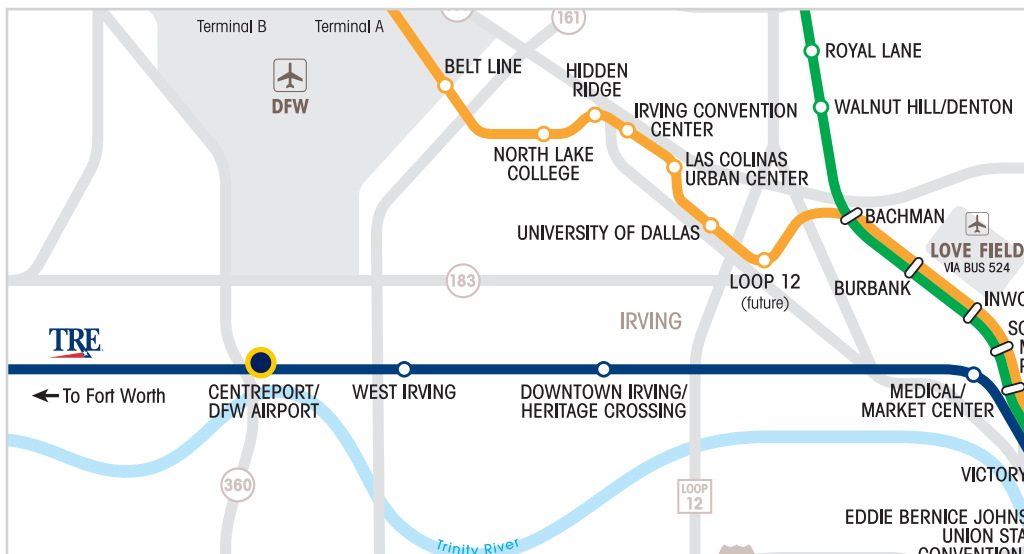 Terminal B
Terminal A
161
ROYAL LANE
BELT LINE
HIDDEN
RIDGE
DFW
WALNUT HILL/DENTON
IRVING CONVENTION
CENTER
NORTH LAKE
COLLEGE
LAS COLINAS
URBAN CENTER
BACHMAN
UNIVERSITY OF DALLAS
LOVE FIELD
VIA BUS 524
183
LOOP 12
(future)
BURBANK
INWO
IRVING
SO
M
P
TRE
To Fort Worth
CENTREPORT/
DFW AIRPORT
WEST IRVING
DOWNTOWN IRVING/
HERITAGE CROSSING
MEDICAL/
MARKET CENTER
VICTORY
360
LOOP
12
EDDIE BERNICE JOHNS
UNION STA
CONVENTION
Trinity River